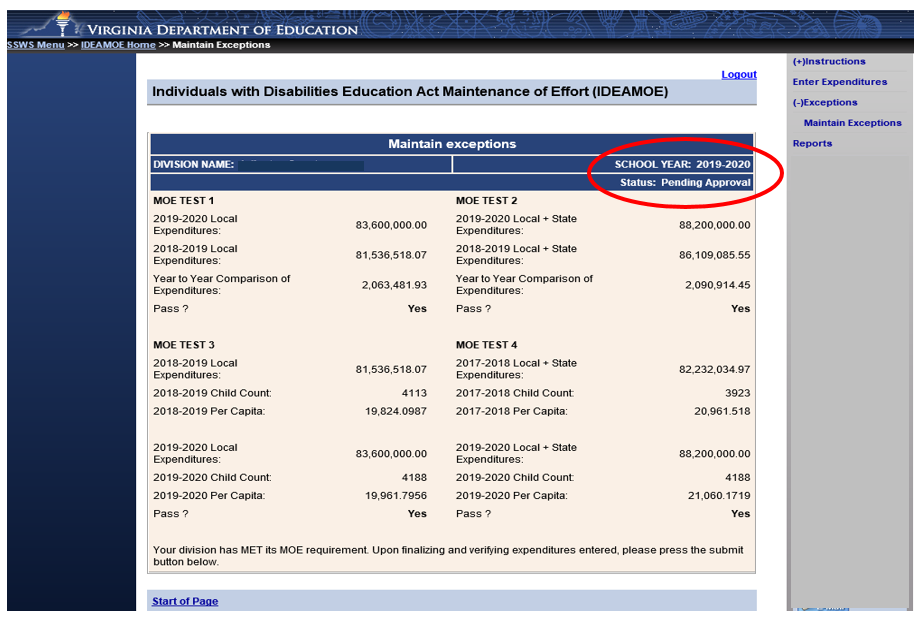 VIRGINIA DEPARTMENT OF EDUCATION
SSWS Menu >> IDEAMOE Home >> Maintain Exceptions
Logout
Individuals with Disabilities Education Act Maintenance of Effort (IDEAMOE)
(+)Instructions
Enter Expenditures
(-)Exceptions
Maintain Exceptions
Reports
Maintain exceptions
DIVISION NAME:
SCHOOL YEAR: 2019-2020
Status: Pending Approval
MOE TEST 1
2019-2020 Local
Expenditures: 83,600,000.00
2018-2019 Local
Expenditures: 81,536,518.07
Year to Year Comparison of
Expenditures: 2,063,481.93
Pass ? Yes
MOE TEST 2
2019-2020 Local + State
Expenditures: 88,200,000.00
2018-2019 Local + State
Expenditures: 86,109,085.55
Year to Year Comparison of
Expenditures: 2,090,914.45
Pass ? Yes
MOE TEST 3
2018-2019 Local
Expenditures: 81,536,518.07
2018-2019 Child Count: 4113
2018-2019 Per Capita: 19,824.0987
2019-2020 Local
Expenditures: 83,600,000.00
2019-2020 Child Count: 4188
2019-2020 Per Capita: 19,961.7956
Pass ? Yes
MOE TEST 4
2017-2018 Local + State
Expenditures: 82,232,034.97
2017-2018 Child Count: 3923
2017-2018 Per Capita: 20,961.518
2019-2020 Local + State
Expenditures: 88,200,000.00
2019-2020 Child Count: 4188
2019-2020 Per Capita: 21,060.1719
Pass ? Yes
Your division has MET its MOE requirement. Upon finalizing and verifying expenditures entered, please press the submit
button below.
Start of Page